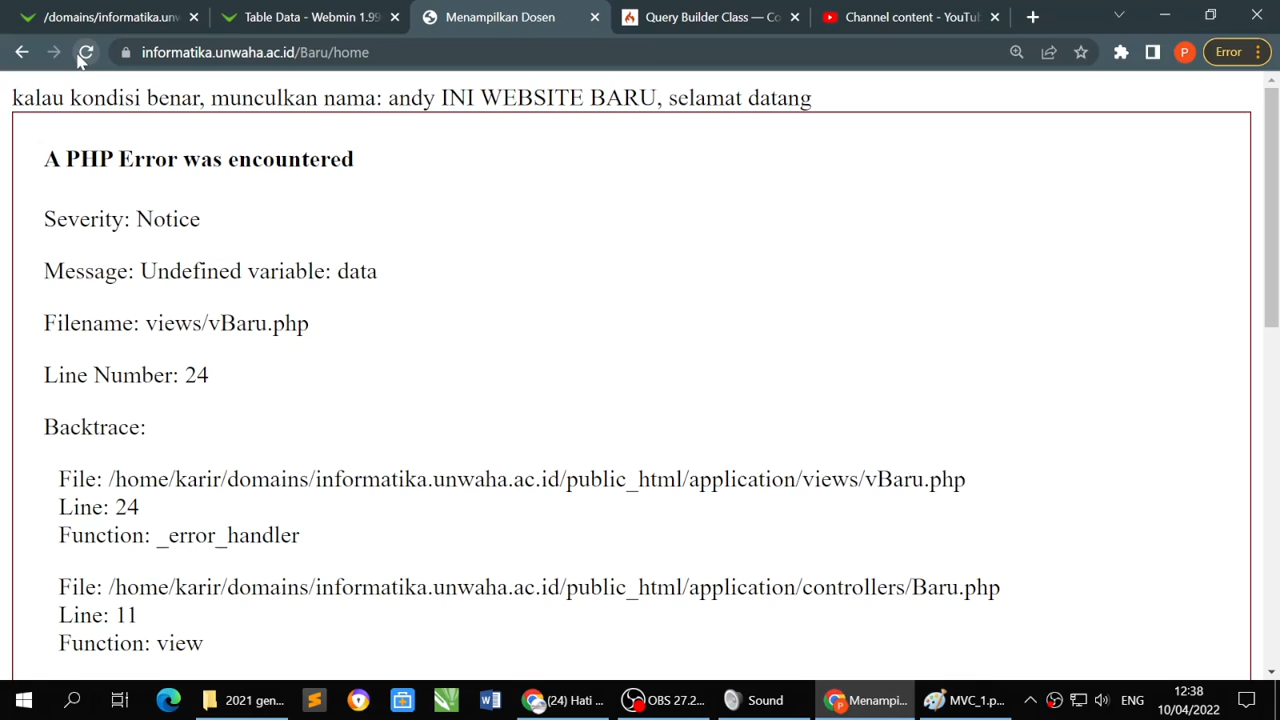 /domains/informatika.unw
Table Data - Webmin 1.99
Menampilkan Dosen
Query Builder Class — Co
Channel content - YouTu
informatika.unwaha.ac.id/Baru/home
P
Error
kalau kondisi benar, munculkan nama: andy INI WEBSITE BARU, selamat datang
A PHP Error was encountered
Severity: Notice
Message: Undefined variable: data
Filename: views/vBaru.php
Line Number: 24
Backtrace:
File: /home/karir/domains/informatika.unwaha.ac.id/public_html/application/views/vBaru.php
Line: 24
Function: _error_handler
File: /home/karir/domains/informatika.unwaha.ac.id/public_html/application/controllers/Baru.php
Line: 11
Function: view
2021 gen...
(24) Hati ...
OBS 27.2...
Sound
Menampi...
MVC_1.p...
ENG
12:38
10/04/2022